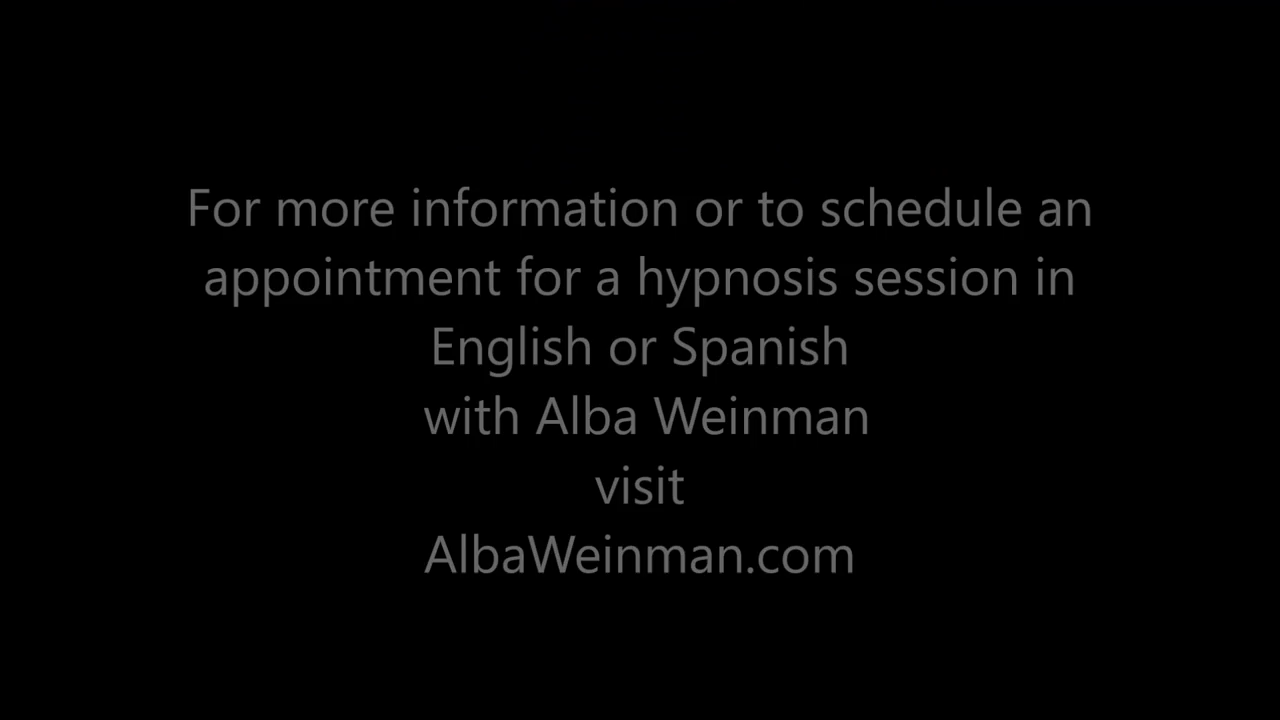 For more information or to schedule an
appointment for a hypnosis session in
English or Spanish
with Alba Weinman
visit
AlbaWeinman.com